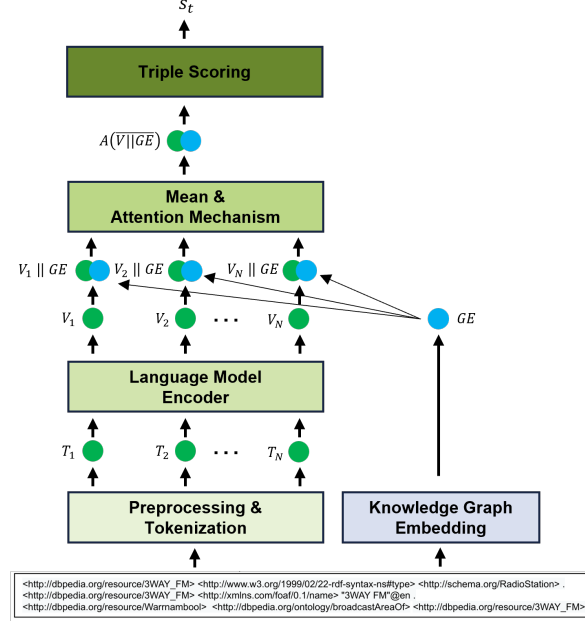 S_t
Triple Scoring
A(\overline{V||GE})
Mean &
Attention Mechanism
V_1 || GE V_2 || GE V_N || GE
V_1 V_2 ... V_N GE
Language Model
Encoder
T_1 T_2 ... T_N
Preprocessing &
Tokenization
Knowledge Graph
Embedding
<http://dbpedia.org/resource/3WAY_FM> <http://www.w3.org/1999/02/22-rdf-syntax-ns#type> <http://schema.org/RadioStation> .
<http://dbpedia.org/resource/3WAY_FM> <http://xmlns.com/foaf/0.1/name> "3WAY FM"@en .
<http://dbpedia.org/resource/Warrnambool> <http://dbpedia.org/ontology/broadcastAreaOf> <http://dbpedia.org/resource/3WAY_FM>